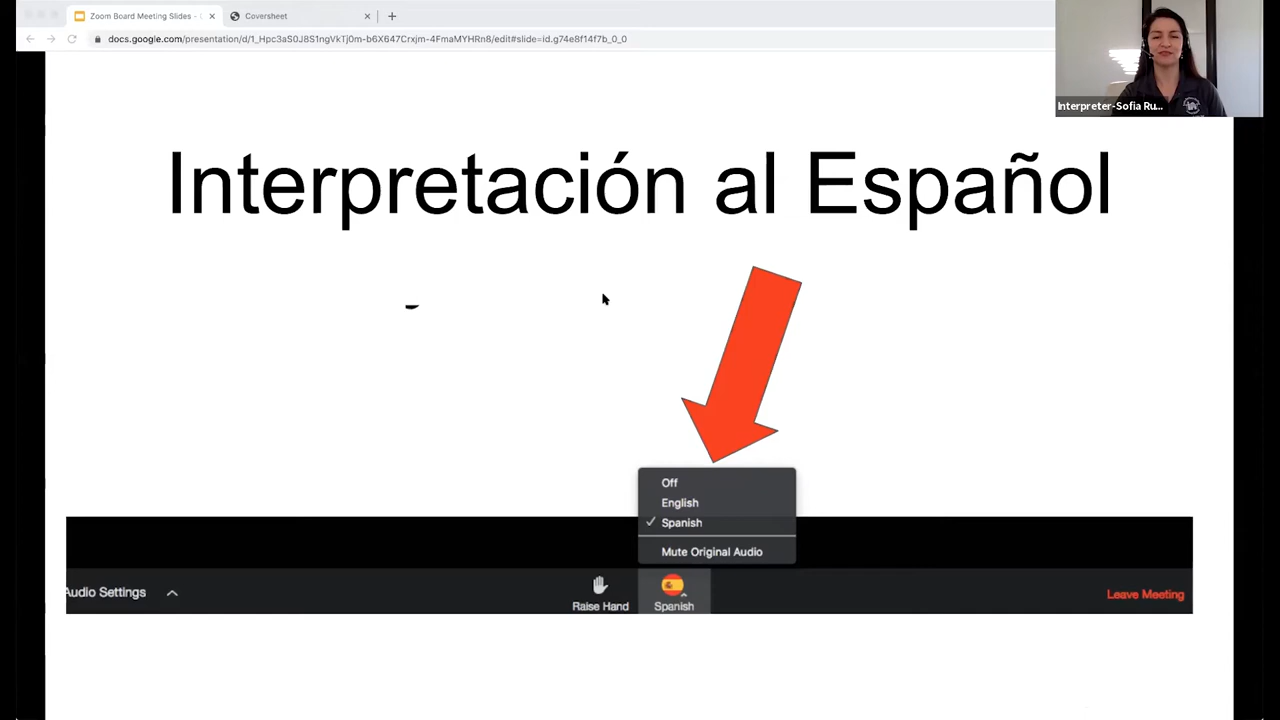 Zoom Board Meeting Slides -
Coversheet
docs.google.com/presentation/d/1_Hpc3aS0J8S1ngVkTj0m-b6X647Crxjm-4FmaMYHRn8/edit#slide=id.g74e8f14f7b_0_0
Interpreter-Sofia Ru...
Interpretación al Español
Off
English
Spanish
Mute Original Audio
Audio Settings
Raise Hand
Spanish
Leave Meeting